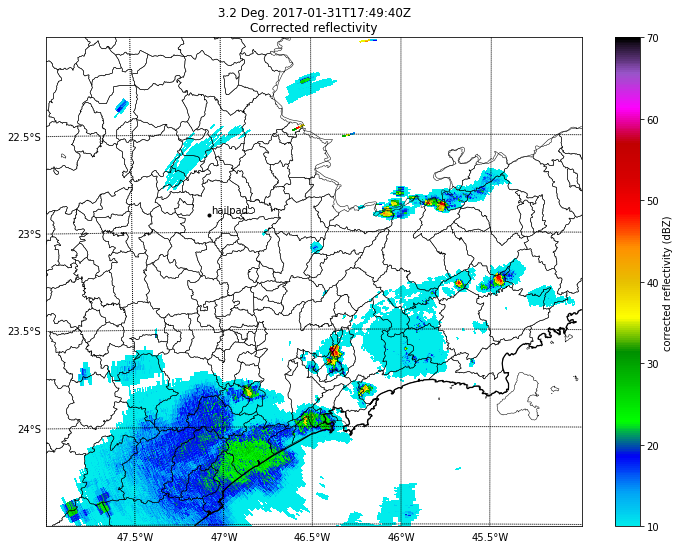 3.2 Deg. 2017-01-31T17:49:40Z
Corrected reflectivity
70
60
50
40
30
20
10
corrected reflectivity (dBZ)
22.5°S
23°S
23.5°S
24°S
hailpad
47.5°W
47°W
46.5°W
46°W
45.5°W